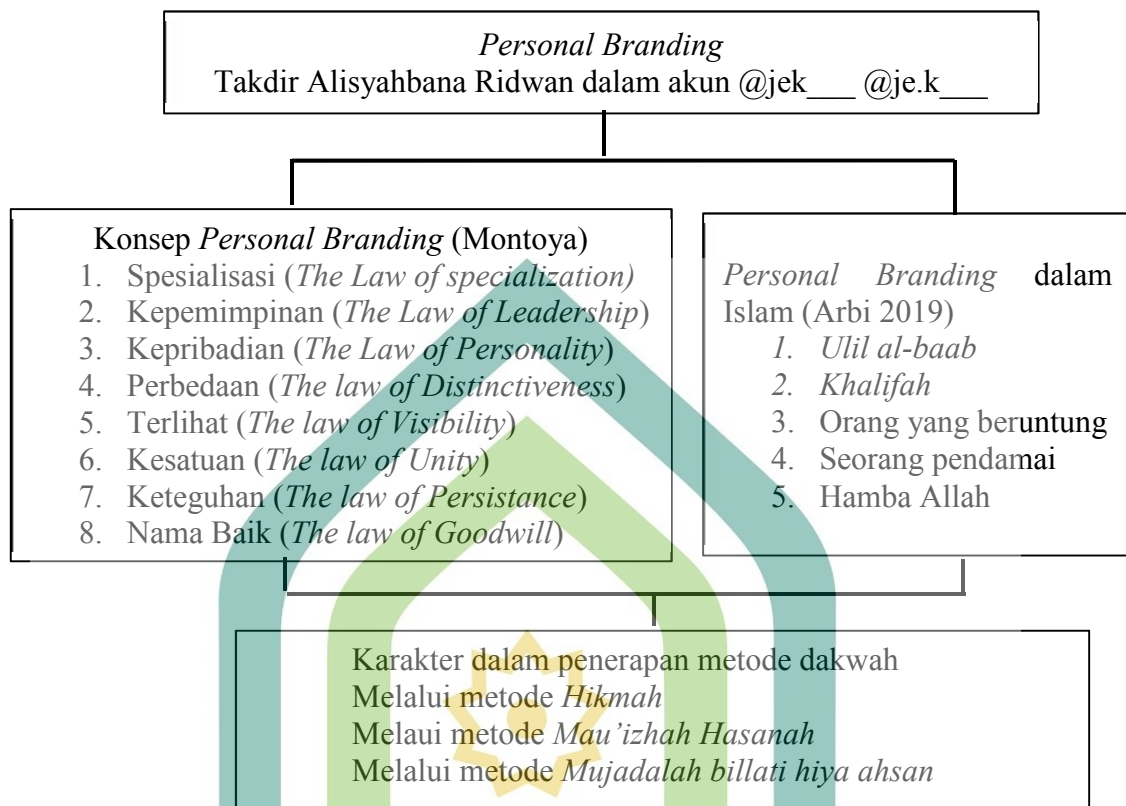 Personal Branding
Takdir Alisyahbana Ridwan dalam akun @jek___ @je.k___
Konsep Personal Branding (Montoya)
1. Spesialisasi (The Law of specialization)
2. Kepemimpinan (The Law of Leadership)
3. Kepribadian (The Law of Personality)
4. Perbedaan (The law of Distinctiveness)
5. Terlihat (The law of Visibility)
6. Kesatuan (The law of Unity)
7. Keteguhan (The law of Persistance)
8. Nama Baik (The law of Goodwill)
Personal Branding dalam
Islam (Arbi 2019)
1. Ulil al-baab
2. Khalifah
3. Orang yang beruntung
4. Seorang pendamai
5. Hamba Allah
Karakter dalam penerapan metode dakwah
Melalui metode Hikmah
Melaui metode Mau’izhah Hasanah
Melalui metode Mujadalah billati hiya ahsan